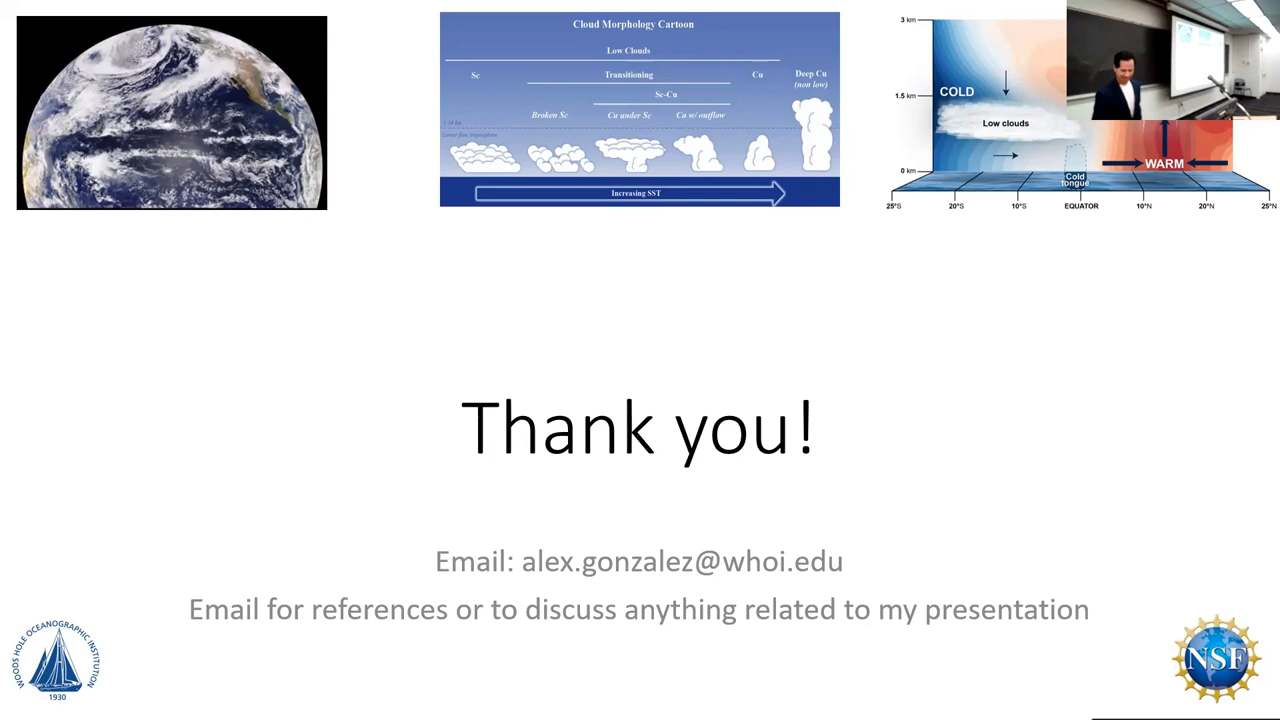 Cloud Morphology Cartoon
Low Clouds
Sc
Transitioning
Cu
Deep Cu
(non low)
Sc-Cu
Broken Sc
Cu under Sc
Cu w/ outflow
Increasing SST
3 km
1.5 km
0 km
COLD
Low clouds
WARM
Cold
tongue
25°S
20°S
10°S
EQUATOR
10°N
20°N
25°N
Thank you!
Email: alex.gonzalez@whoi.edu
Email for references or to discuss anything related to my presentation
WOODS HOLE OCEANOGRAPHIC INSTITUTION
1930
NSF